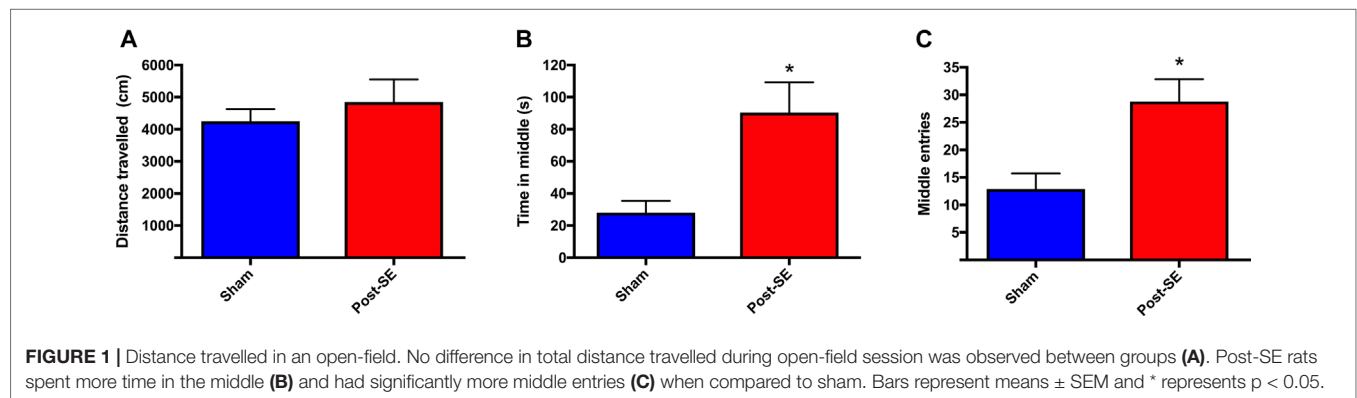 A
Distance travelled (cm)
6000
5000
4000
3000
2000
1000
Sham
Post-SE
B
Time in middle (s)
120
100
80
60
40
20
0
*
Sham
Post-SE
C
Middle entries
35
30
25
20
15
10
5
*
Sham
Post-SE
FIGURE 1 | Distance travelled in an open-field. No difference in total distance travelled during open-field session was observed between groups (A). Post-SE rats
spent more time in the middle (B) and had significantly more middle entries (C) when compared to sham. Bars represent means ± SEM and * represents p < 0.05.